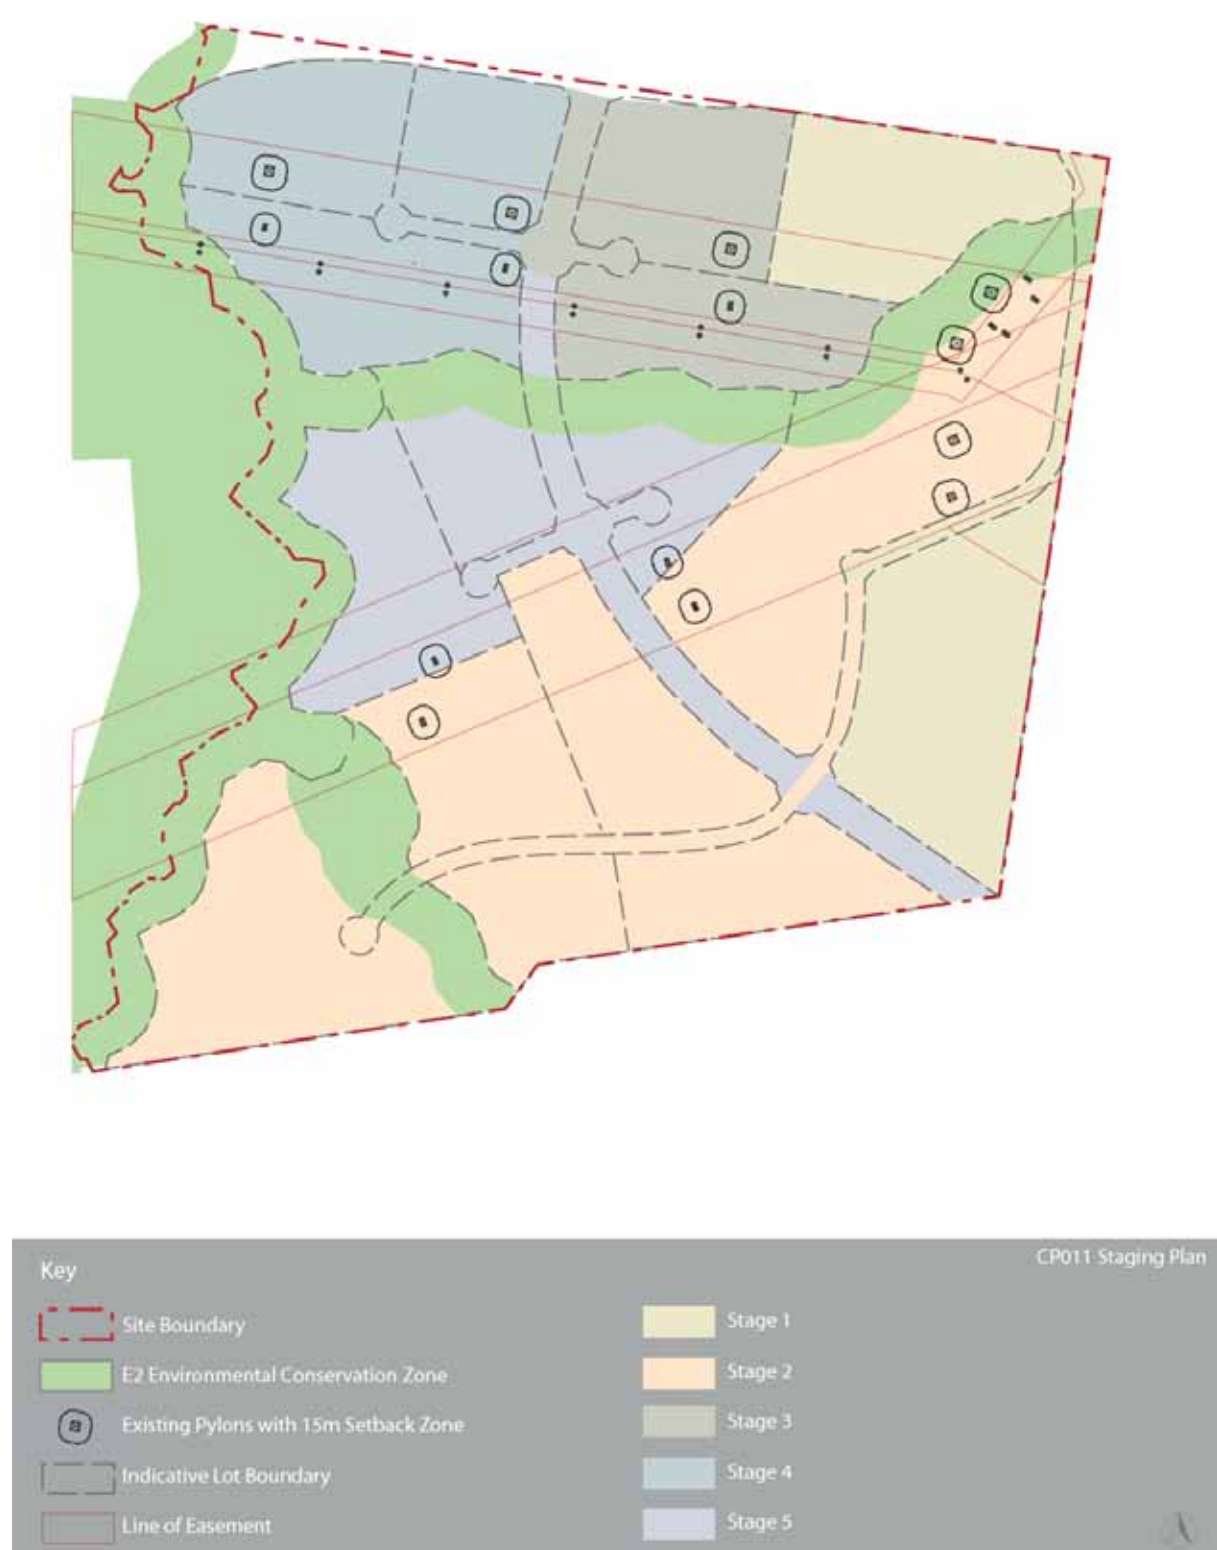 CP011 Staging Plan
Key
Site Boundary
E2 Environmental Conservation Zone
Existing Pylons with 15m Setback Zone
Indicative Lot Boundary
Line of Easement
Stage 1
Stage 2
Stage 3
Stage 4
Stage 5